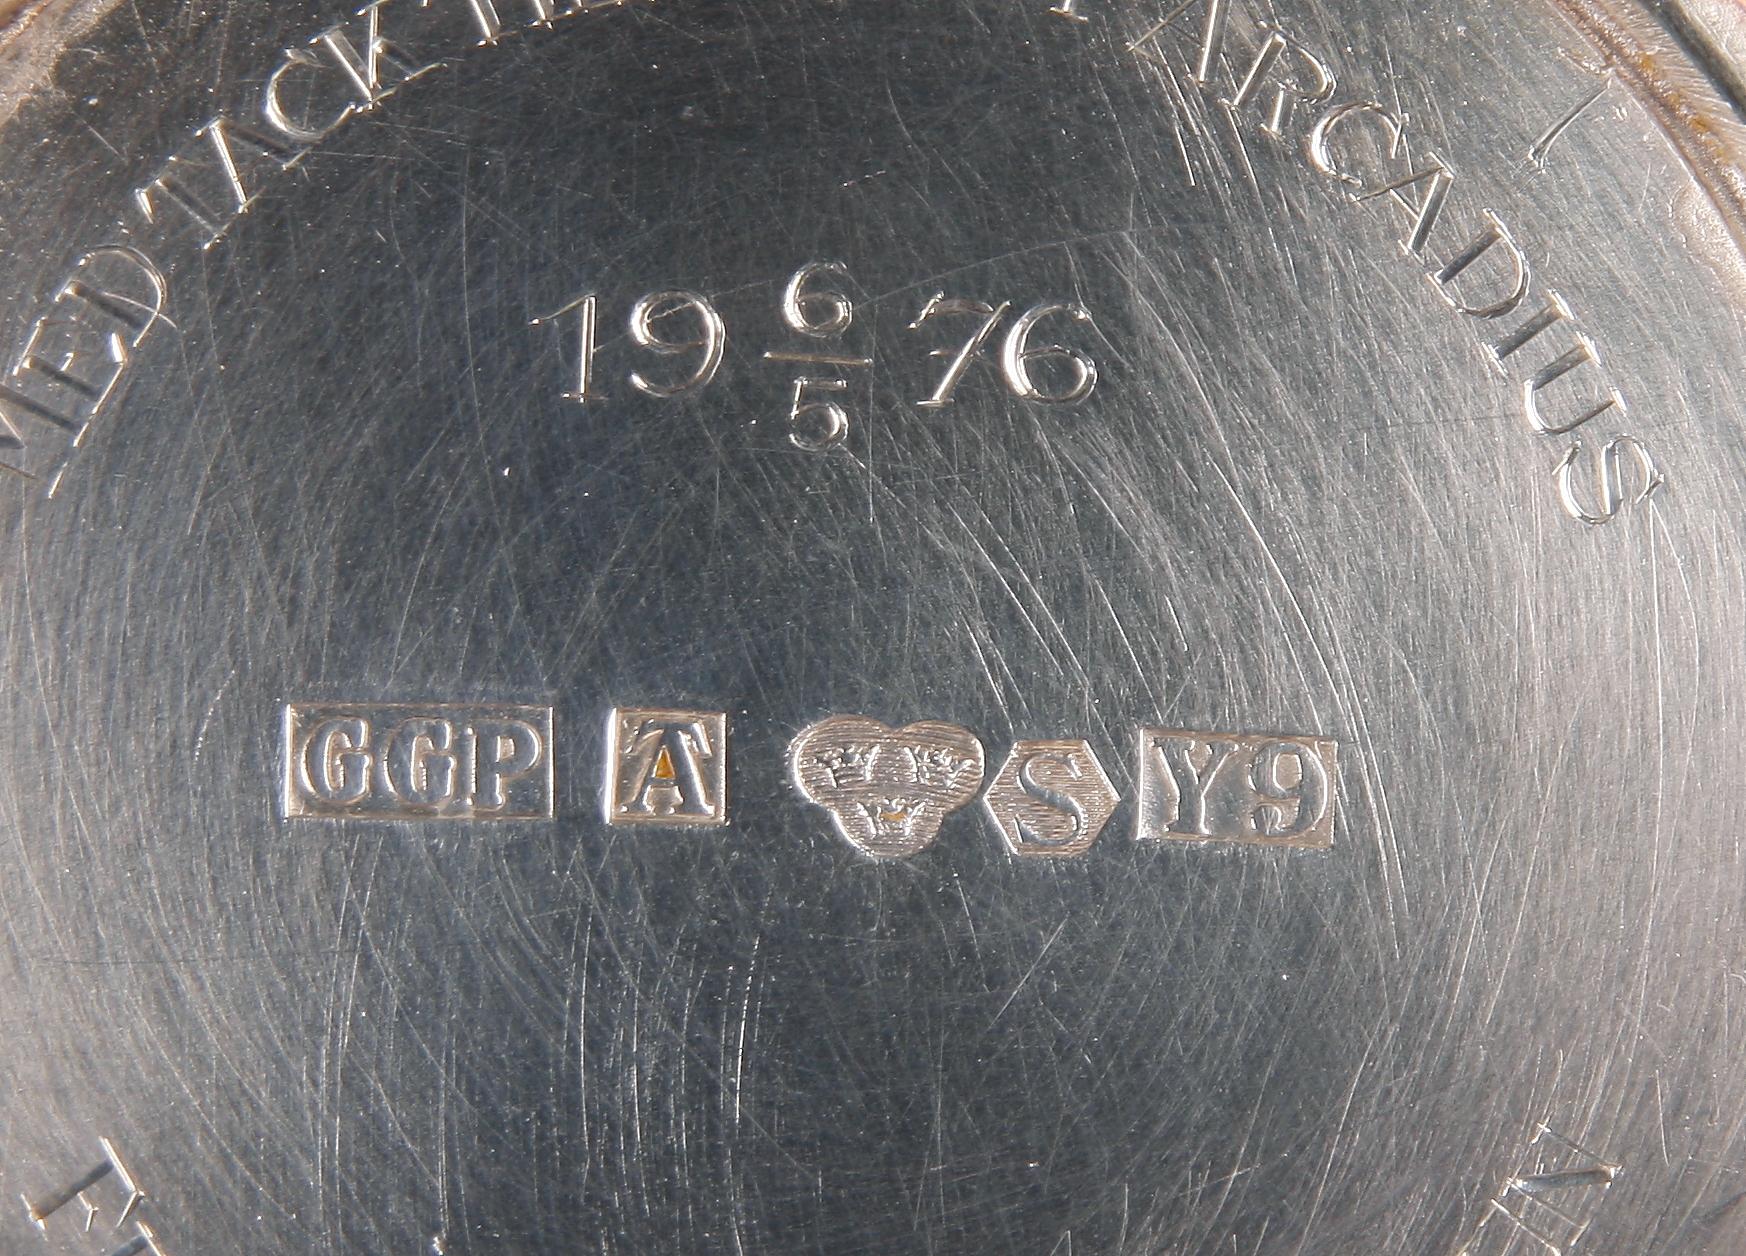 MED TACK ARCADIUS
19 6/5 76
GGP A S Y9